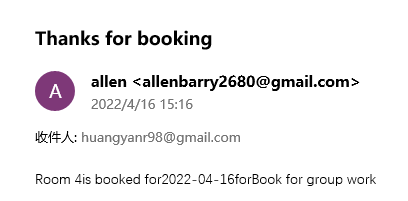 Thanks for booking
A
allen <allenbarry2680@gmail.com>
2022/4/16 15:16
收件人: huangyanr98@gmail.com
Room 4is booked for2022-04-16forBook for group work